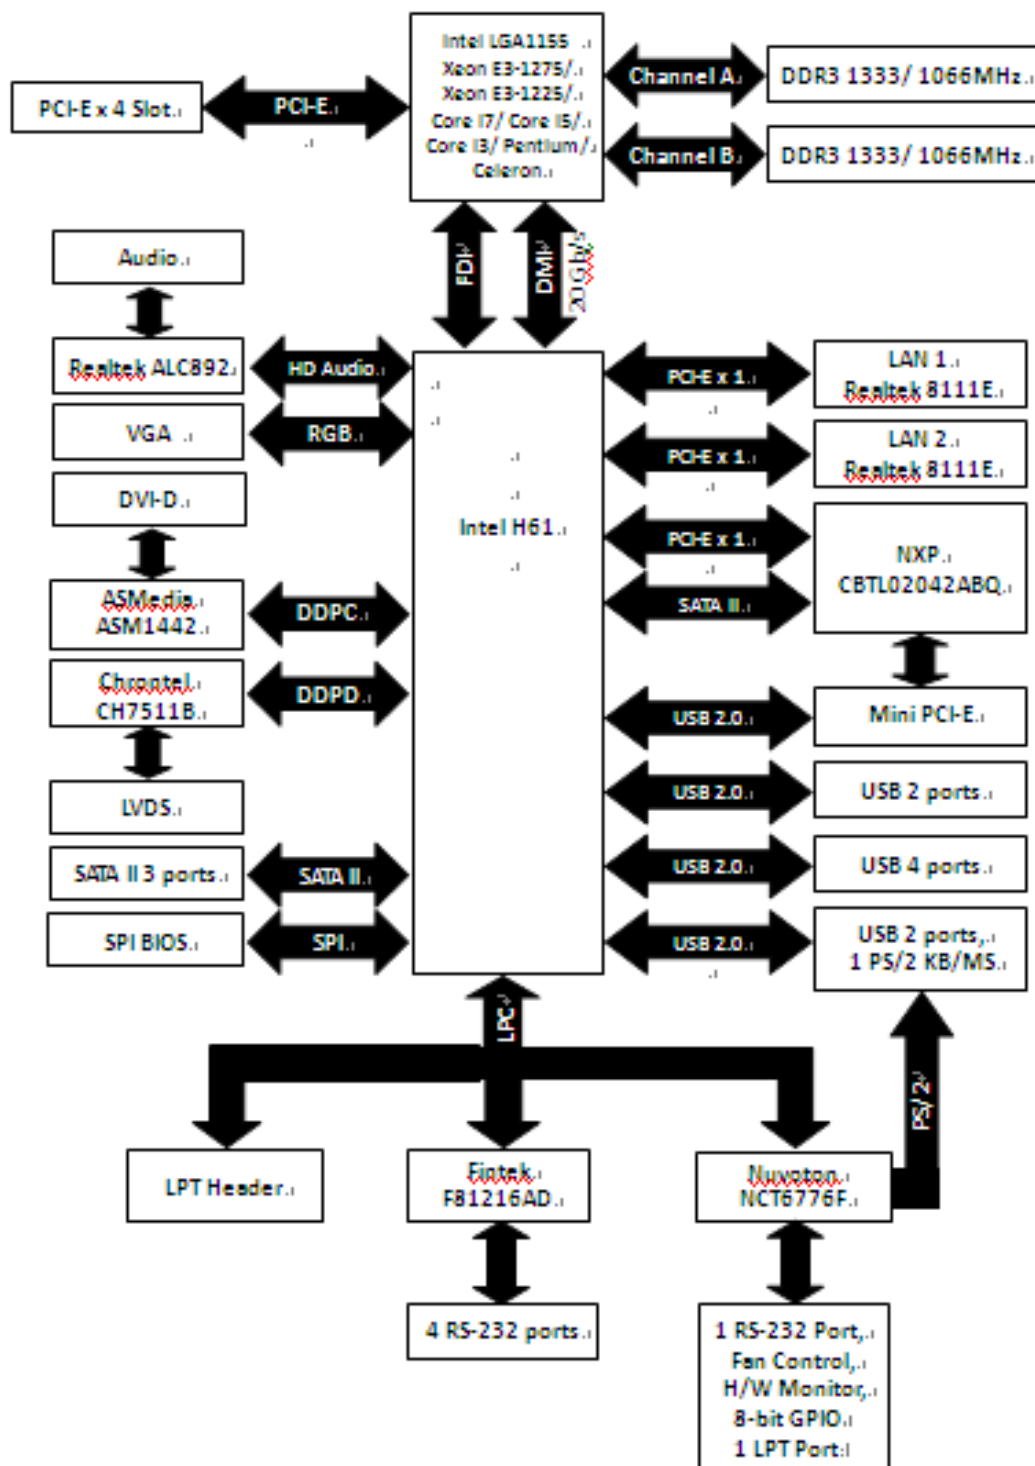 Intel LGA1155
Xeon E3-1275/
Xeon E3-1225/
Core I7/ Core I5/
Core I3/ Pentium/
Celeron
Channel A
DDR3 1333/ 1066MHz
PCI-E x 4 Slot
PCI-E
Channel B
DDR3 1333/ 1066MHz
FDI
DMI
20 Gb/s
Audio
Realtek ALC892
HD Audio
PCI-E x 1
LAN 1
Realtek 8111E
VGA
RGB
PCI-E x 1
LAN 2
Realtek 8111E
DVI-D
Intel H61
PCI-E x 1
SATA II
NXP
CBTL02042ABQ
ASMedia
ASM1442
DDPC
Chrontel
CH7511B
DDPD
USB 2.0
Mini PCI-E
LVDS
USB 2.0
USB 2 ports
SATA II 3 ports
SATA II
USB 2.0
USB 4 ports
SPI BIOS
SPI
USB 2.0
USB 2 ports,
1 PS/2 KB/MS
LPC
PS/ 2
LPT Header
Fintek
F81216AD
Nuvoton
NCT6776F
4 RS-232 ports
1 RS-232 Port,
Fan Control,
H/W Monitor,
8-bit GPIO
1 LPT Port